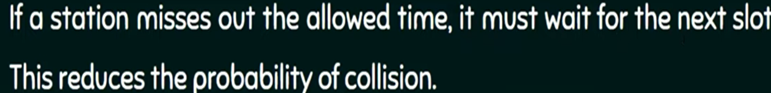 If a station misses out the allowed time, it must wait for the next slot
This reduces the probability of collision.